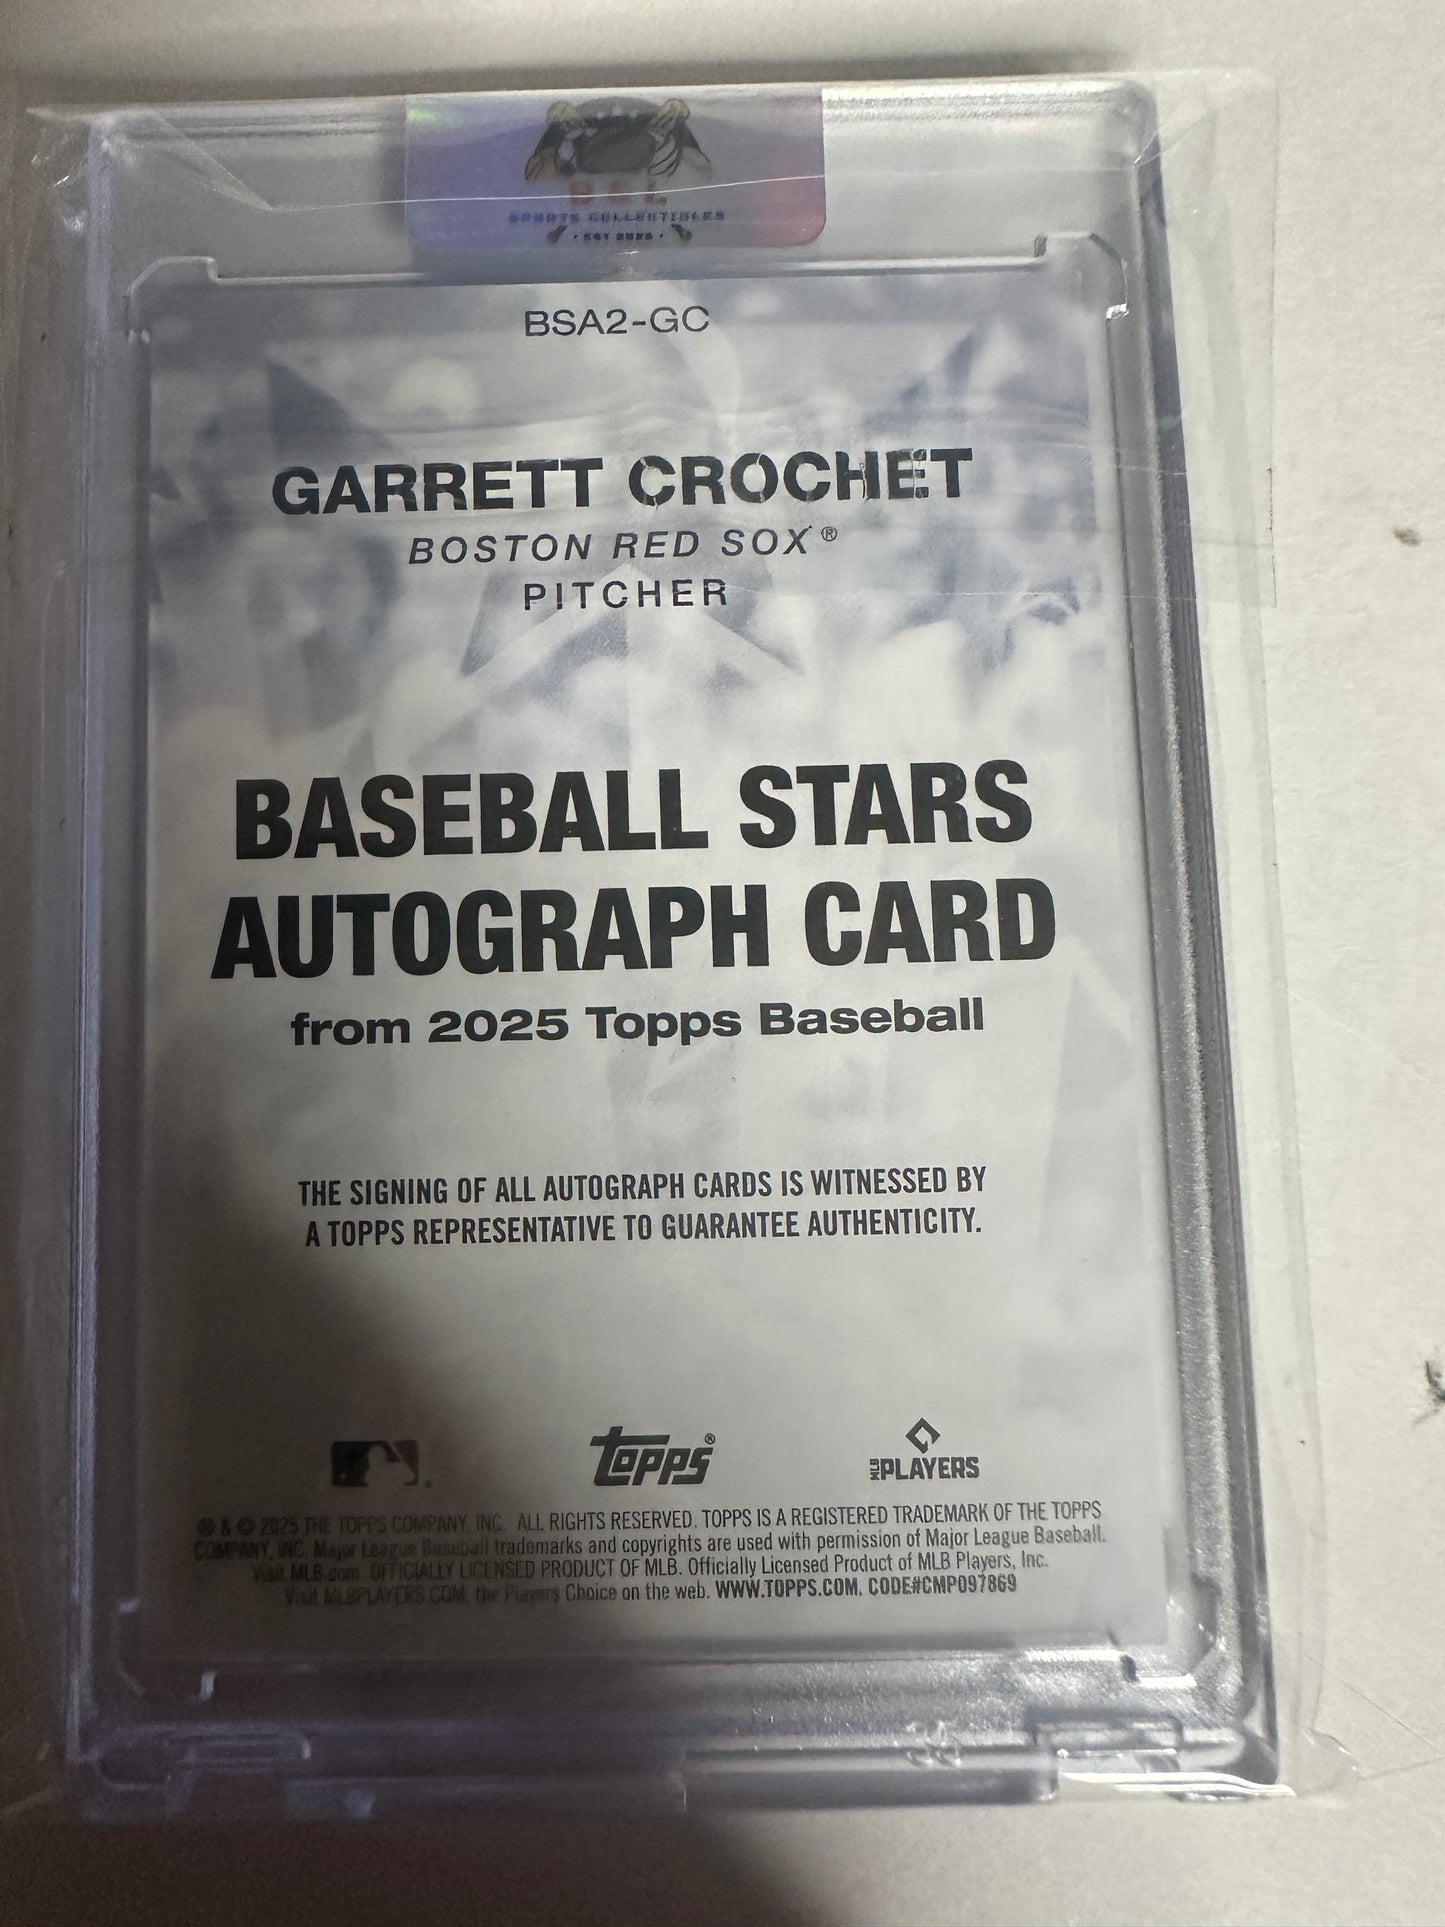 B & L
SPORTS COLLECTIBLES
BSA2-GC
GARRETT CROCHET
BOSTON RED SOX®
PITCHER
BASEBALL STARS
AUTOGRAPH CARD
from 2025 Topps Baseball
THE SIGNING OF ALL AUTOGRAPH CARDS IS WITNESSED BY
A TOPPS REPRESENTATIVE TO GUARANTEE AUTHENTICITY.
topps®
MLB PLAYERS
® & © 2025 THE TOPPS COMPANY, INC. ALL RIGHTS RESERVED. TOPPS IS A REGISTERED TRADEMARK OF THE TOPPS
COMPANY, INC. Major League Baseball trademarks and copyrights are used with permission of Major League Baseball.
Visit MLB.com. OFFICIALLY LICENSED PRODUCT OF MLB. Officially Licensed Product of MLB Players, Inc.
Visit MLBPLAYERS.COM, the Players Choice on the web. WWW.TOPPS.COM. CODE#CMP097869